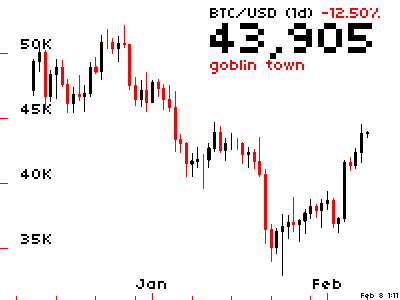 BTC/USD (1d) -12.50%
43,905
goblin town
50K
45K
40K
35K
Jan Feb
Feb 8 1:11